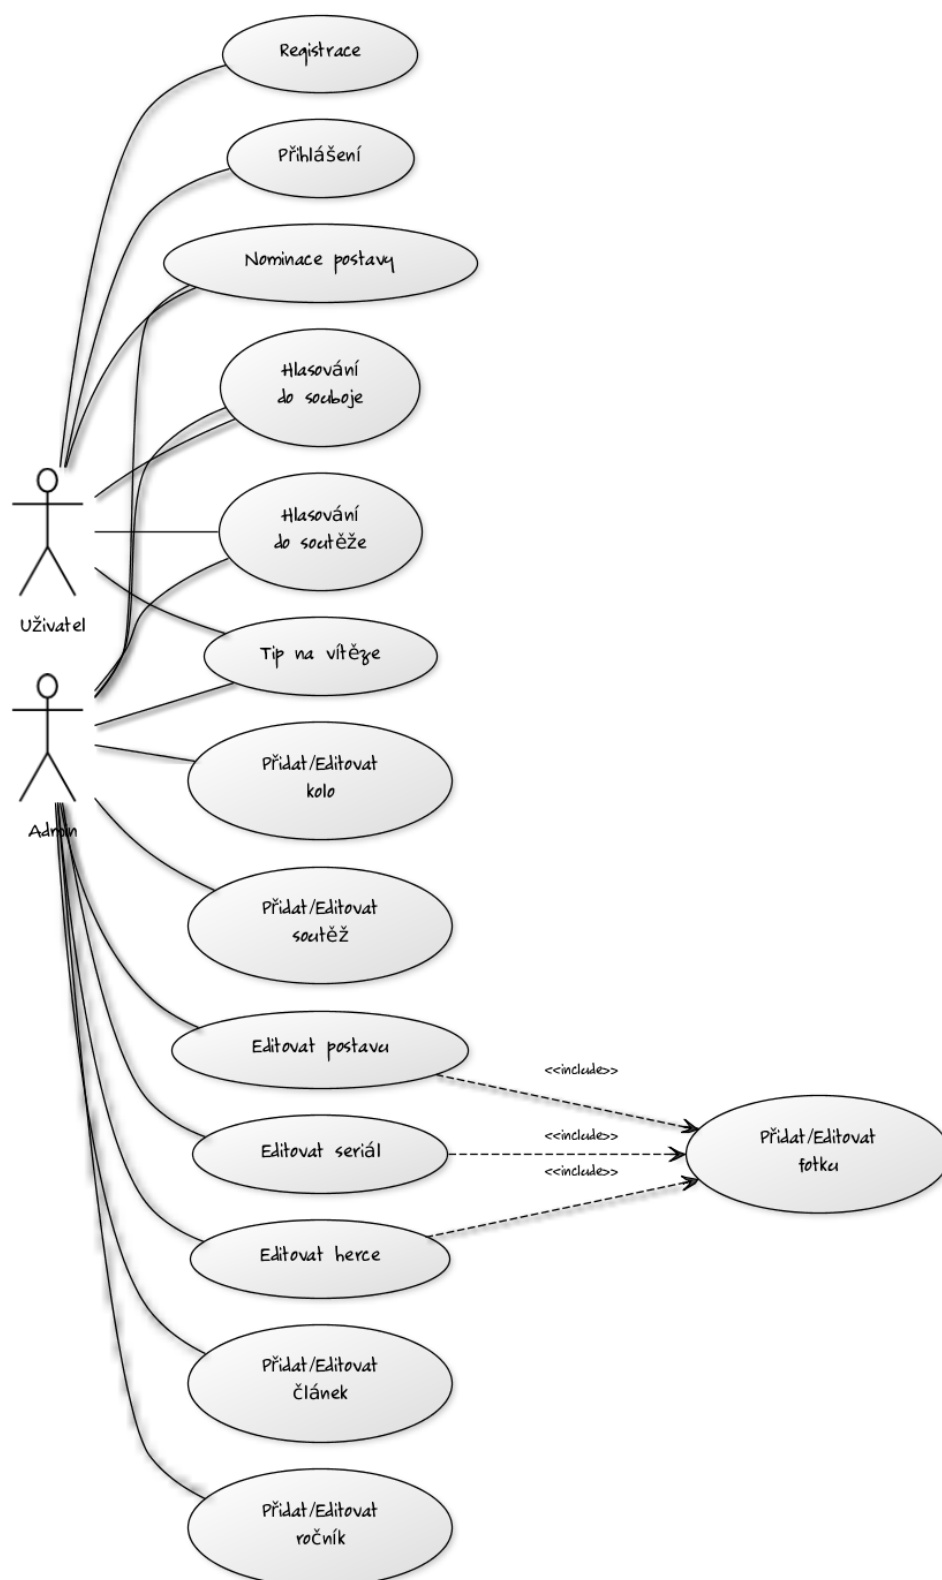 Registrace
Přihlášení
Nominace postavy
Hlasování
do souboje
Hlasování
do soutěže
Uživatel
Tip na vítěze
Přidat/Editovat
kolo
Admin
Přidat/Editovat
soutěž
Editovat postavu
<<include>>
Přidat/Editovat
fotku
<<include>>
Editovat seriál
<<include>>
Editovat herce
Přidat/Editovat
článek
Přidat/Editovat
ročník